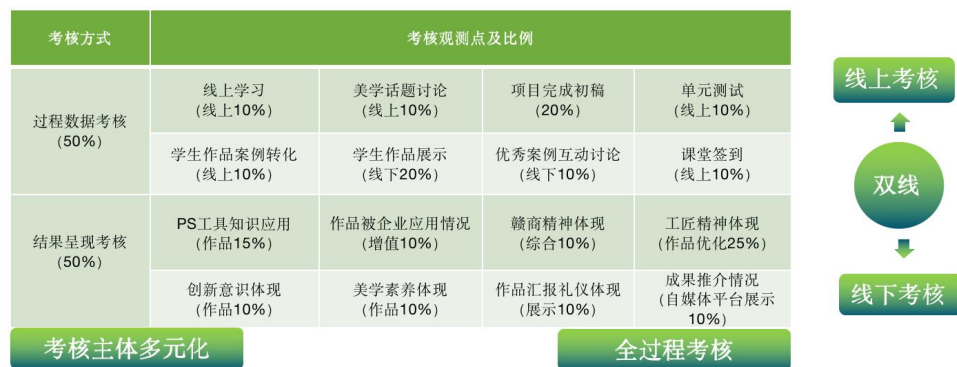 考核方式
考核观测点及比例
过程数据考核
(50%)
线上学习
(线上10%)
美学话题讨论
(线上10%)
项目完成初稿
(20%)
单元测试
(线上10%)
学生作品案例转化
(线上10%)
学生作品展示
(线下20%)
优秀案例互动讨论
(线下10%)
课堂签到
(线上10%)
结果呈现考核
(50%)
PS工具知识应用
(作品15%)
作品被企业应用情况
(增值10%)
赣商精神体现
(综合10%)
工匠精神体现
(作品优化25%)
创新意识体现
(作品10%)
美学素养体现
(作品10%)
作品汇报礼仪体现
(展示10%)
成果推介情况
(自媒体平台展示
10%)
考核主体多元化
全过程考核
线上考核
双线
线下考核